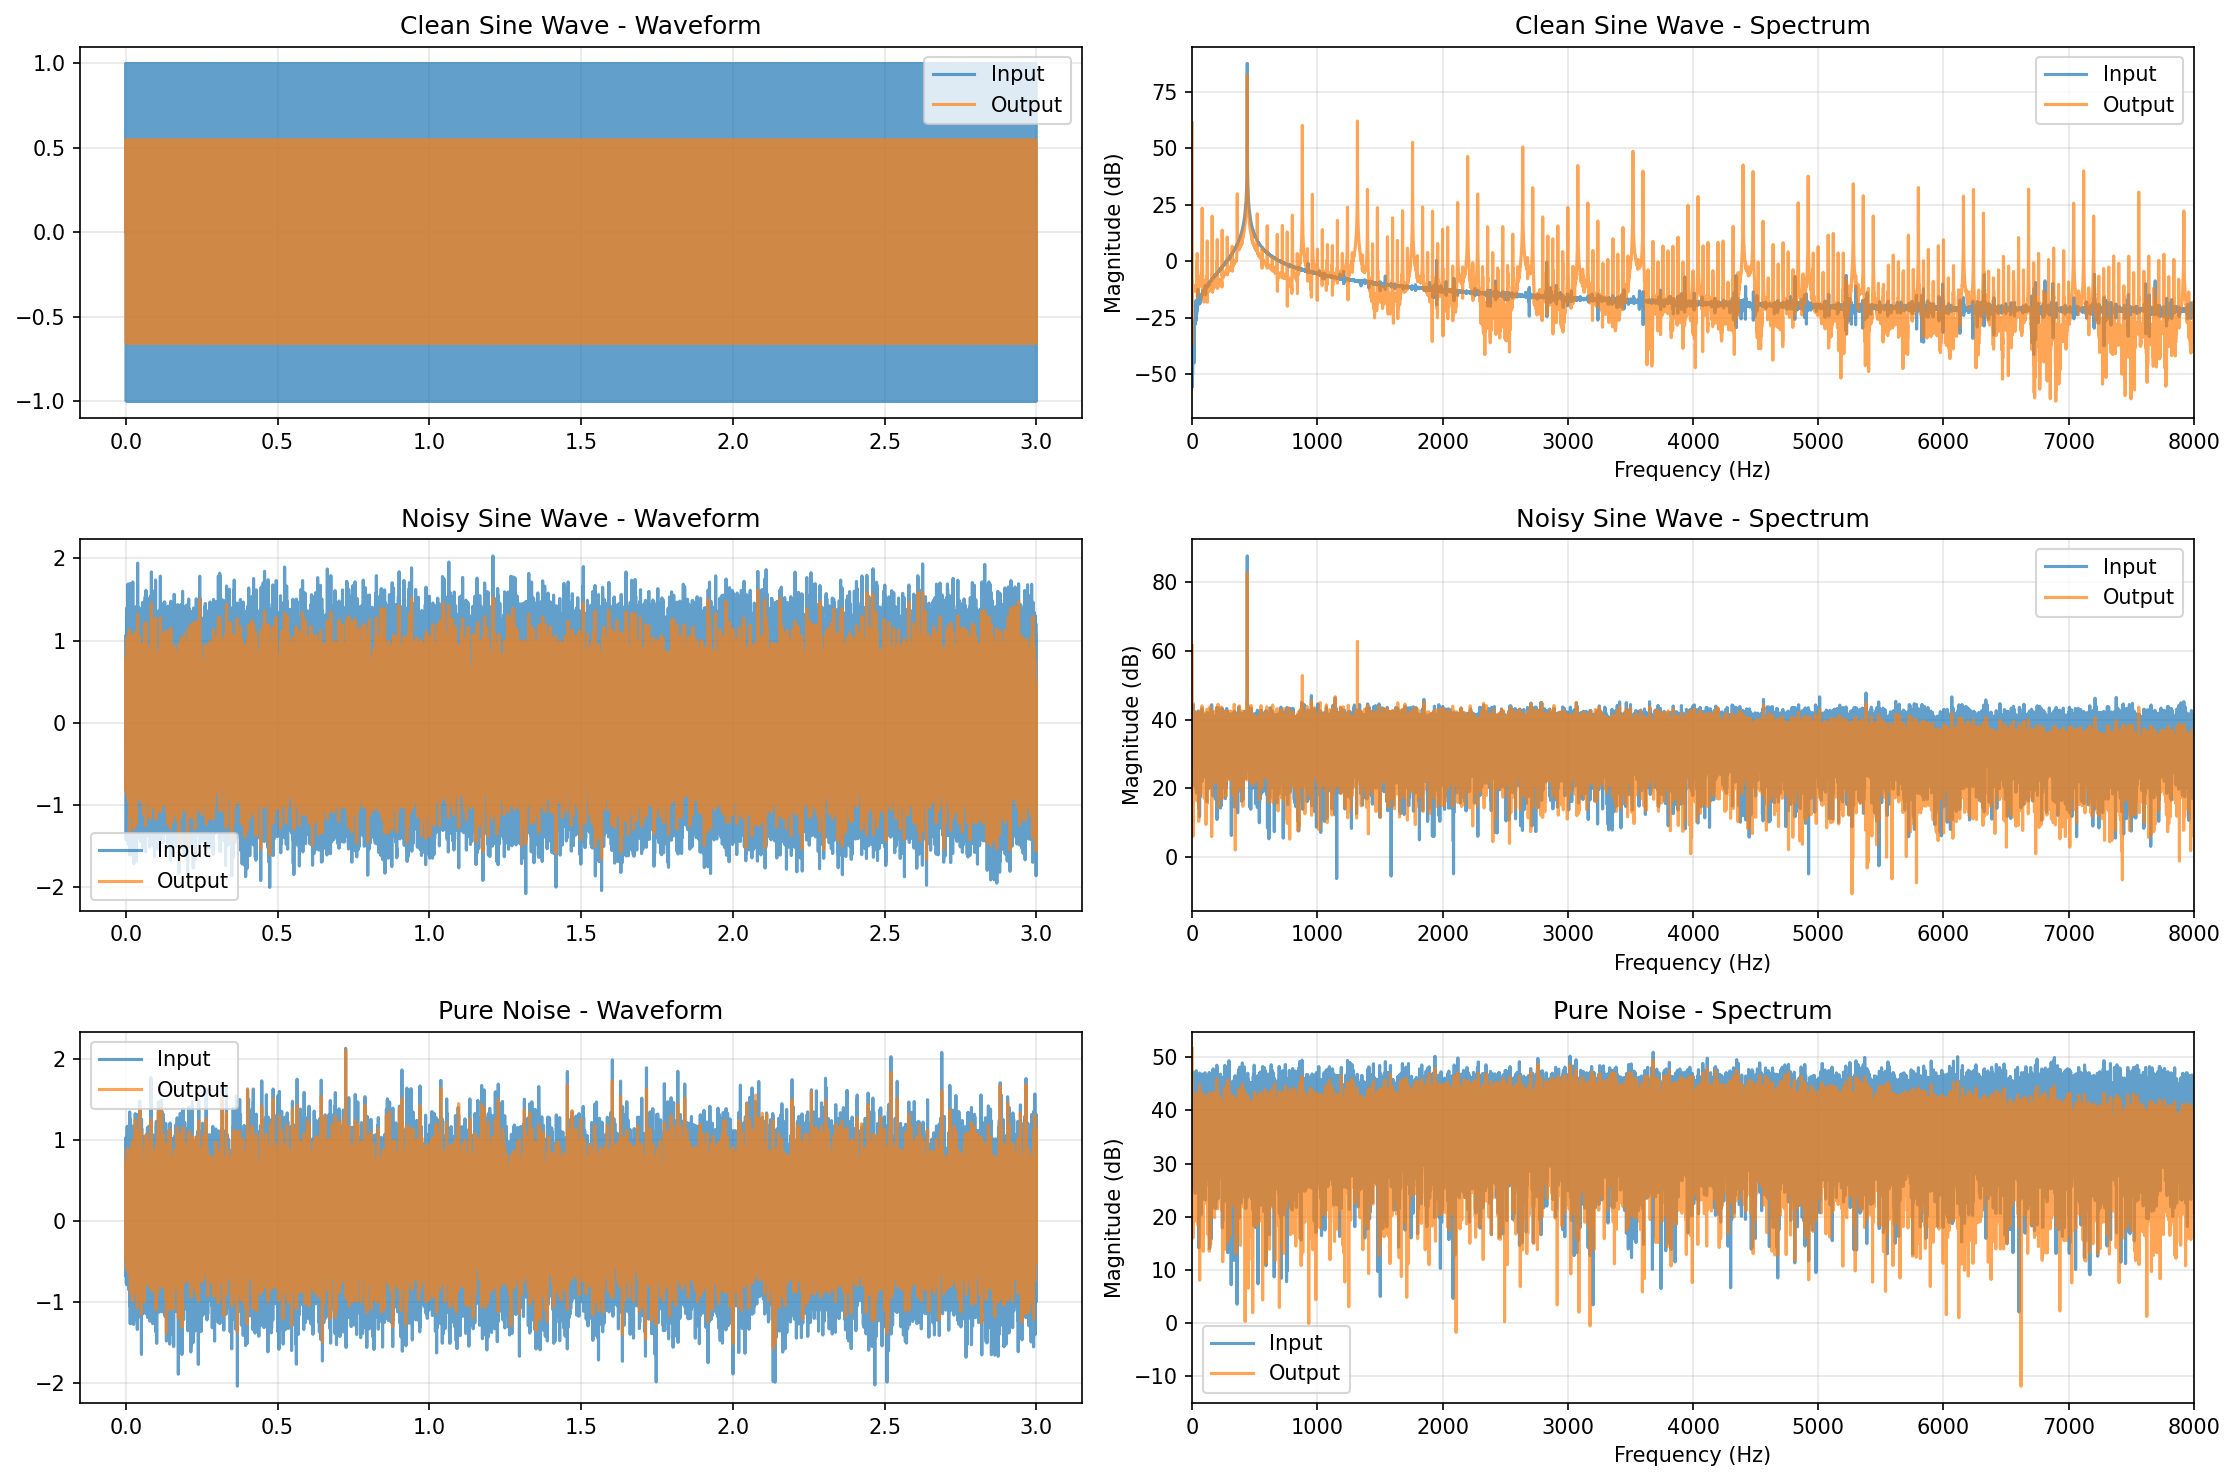 Clean Sine Wave - Waveform
Input
Output
1.0
0.5
0.0
−0.5
−1.0
0.0 0.5 1.0 1.5 2.0 2.5 3.0
Clean Sine Wave - Spectrum
Input
Output
Magnitude (dB)
75
50
25
0
−25
−50
0 1000 2000 3000 4000 5000 6000 7000 8000
Frequency (Hz)
Noisy Sine Wave - Waveform
2
1
0
−1
−2
Input
Output
0.0 0.5 1.0 1.5 2.0 2.5 3.0
Noisy Sine Wave - Spectrum
Input
Output
Magnitude (dB)
80
60
40
20
0
0 1000 2000 3000 4000 5000 6000 7000 8000
Frequency (Hz)
Pure Noise - Waveform
Input
Output
2
1
0
−1
−2
0.0 0.5 1.0 1.5 2.0 2.5 3.0
Pure Noise - Spectrum
Magnitude (dB)
50
40
30
20
10
0
−10
Input
Output
0 1000 2000 3000 4000 5000 6000 7000 8000
Frequency (Hz)